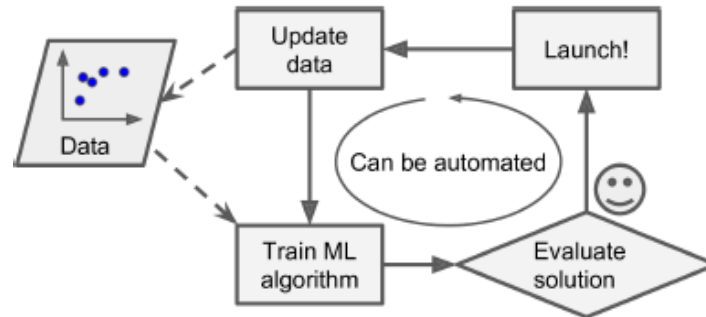 Update
data
Launch!
Data
Can be automated
Train ML
algorithm
Evaluate
solution